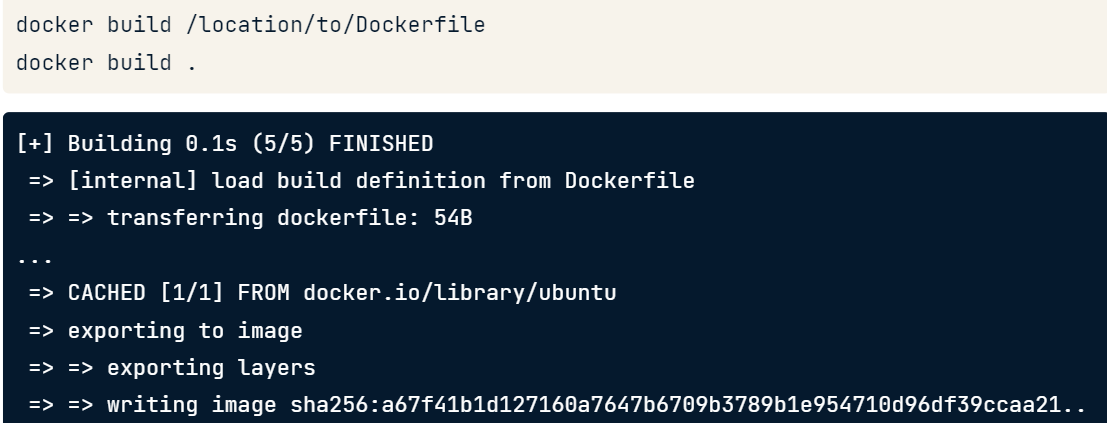 docker build /location/to/Dockerfile
docker build .
[+] Building 0.1s (5/5) FINISHED
=> [internal] load build definition from Dockerfile
=> => transferring dockerfile: 54B
...
=> CACHED [1/1] FROM docker.io/library/ubuntu
=> exporting to image
=> => exporting layers
=> => writing image sha256:a67f41b1d127160a7647b6709b3789b1e954710d96df39ccaa21..